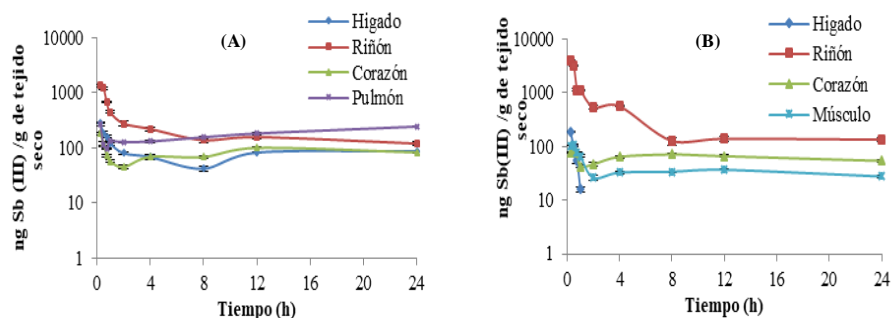 (A)
Higado
Riñón
Corazón
Pulmón
ng Sb (III) /g de tejido
seco
10000
1000
100
10
1
0
4
8
12
16
20
24
Tiempo (h)
(B)
Higado
Riñón
Corazón
Músculo
ng Sb(III) /g de tejido
seco
10000
1000
100
10
1
0
4
8
12
16
20
24
Tiempo (h)